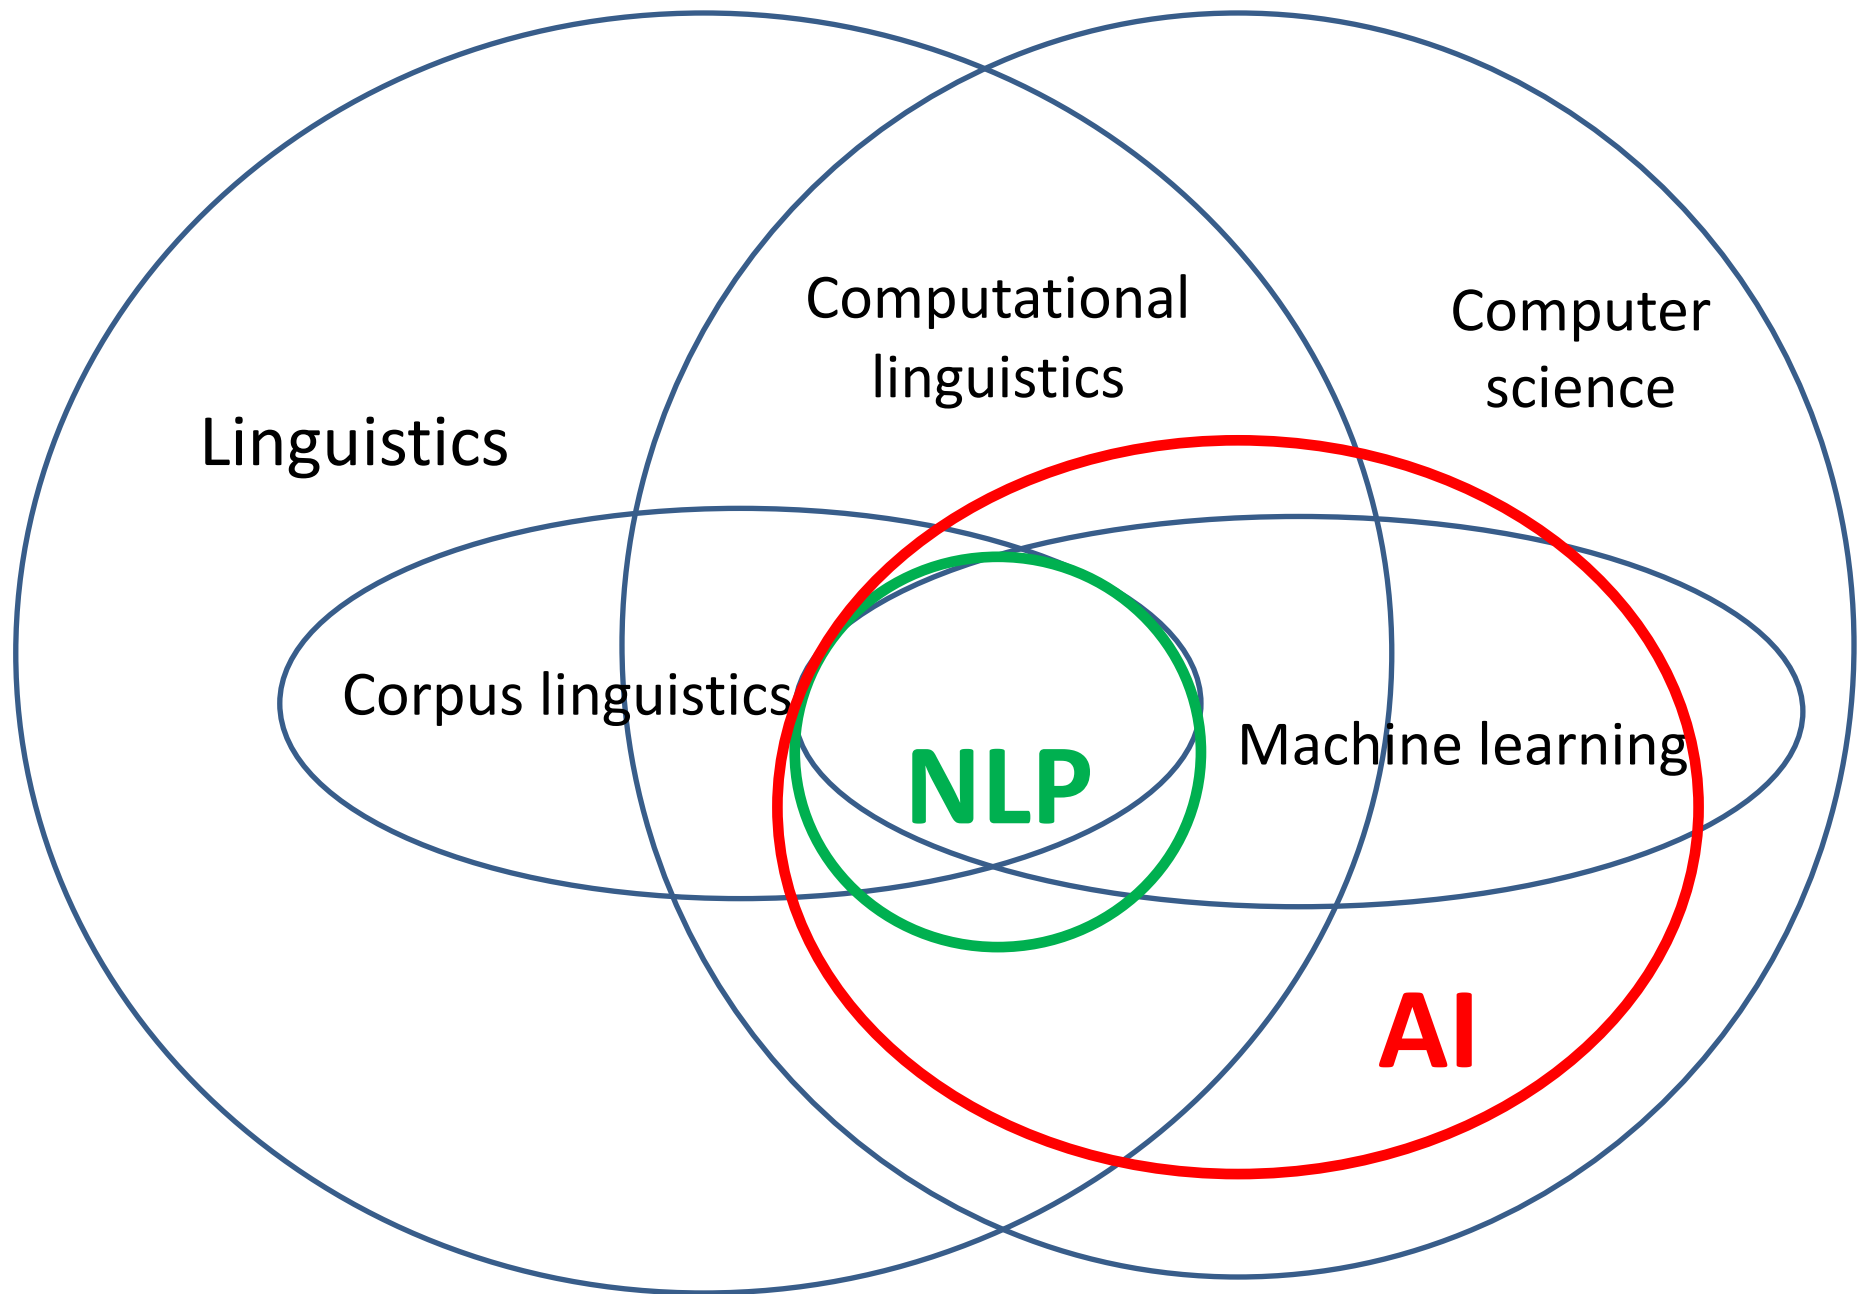 Computational
linguistics
Computer
science
Linguistics
Corpus linguistics
Machine learning
NLP
AI